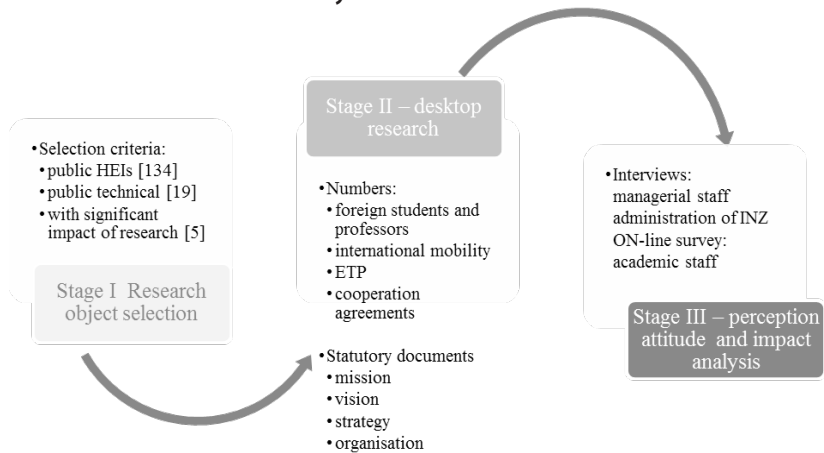 •Selection criteria:
•public HEIs [134]
•public technical [19]
•with significant
impact of research [5]
Stage I Research
object selection
Stage II – desktop
research
•Numbers:
•foreign students and
professors
•international mobility
•ETP
•cooperation
agreements
•Statutory documents
•mission
•vision
•strategy
•organisation
•Interviews:
managerial staff
administration of INZ
ON-line survey:
academic staff
Stage III – perception
attitude and impact
analysis